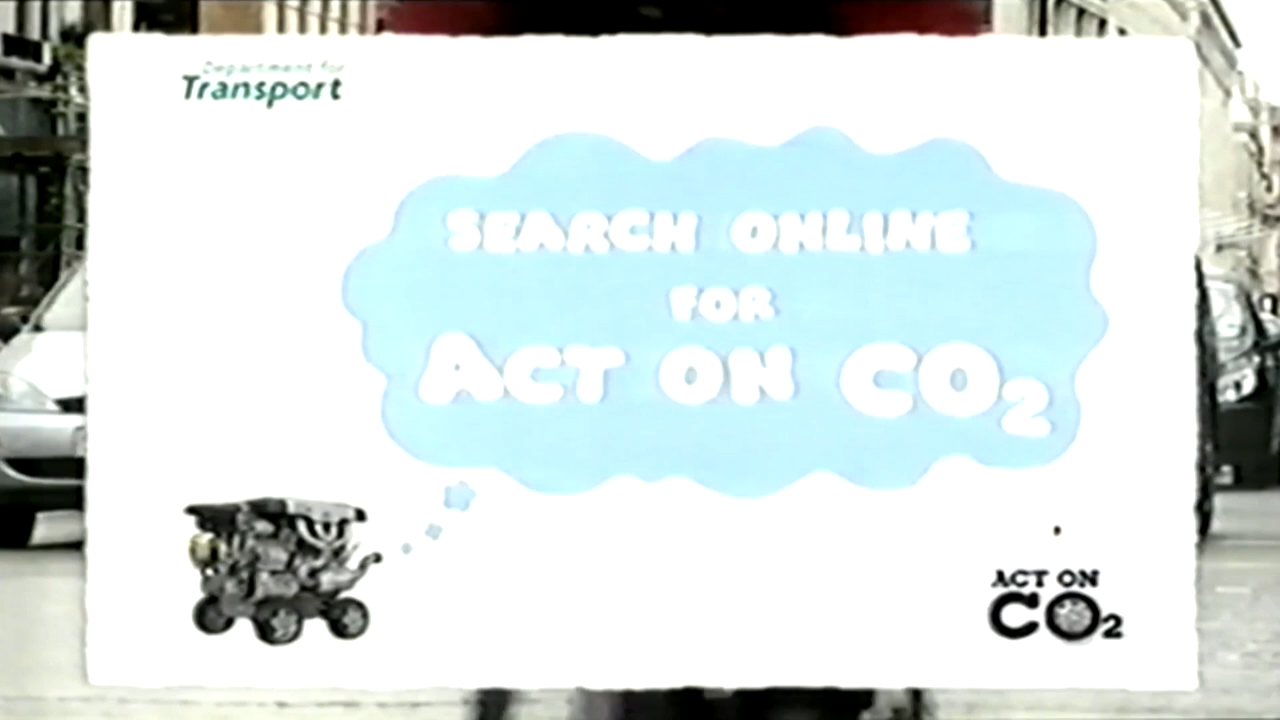 Department for
Transport
SEARCH ONLINE
FOR
ACT ON CO₂
ACT ON
CO₂